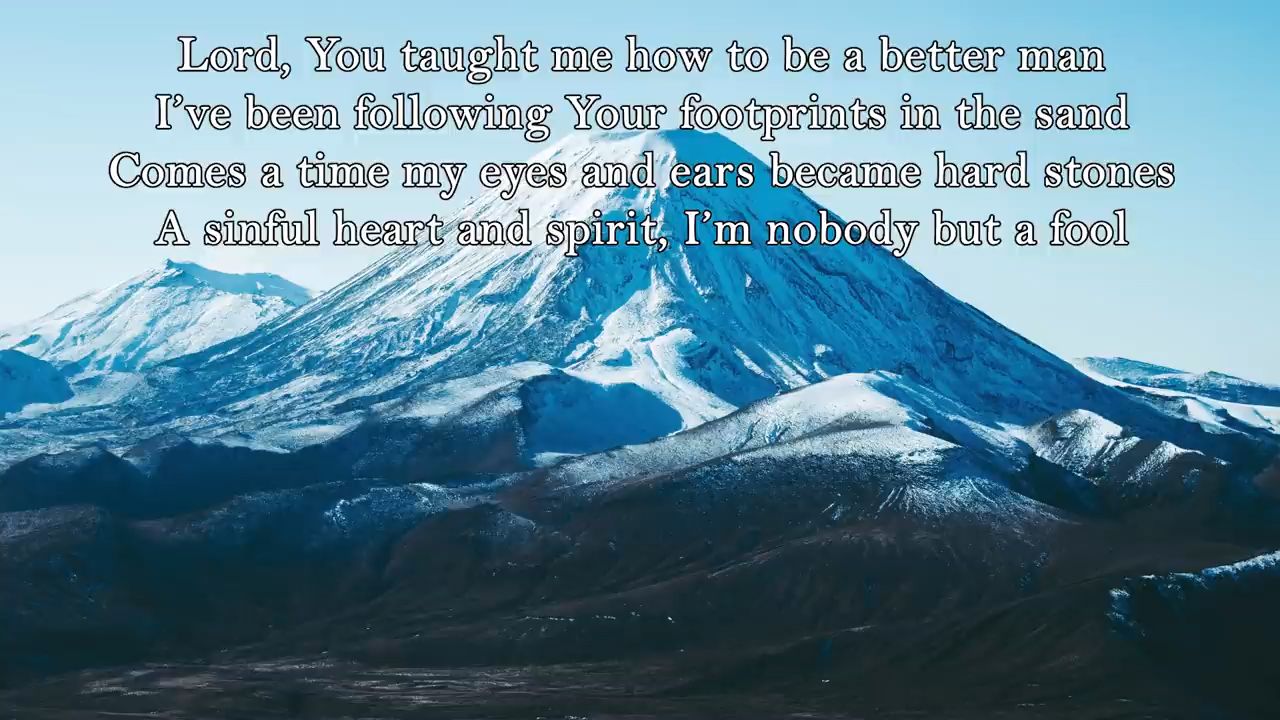 Lord, You taught me how to be a better man
I’ve been following Your footprints in the sand
Comes a time my eyes and ears became hard stones
A sinful heart and spirit, I’m nobody but a fool